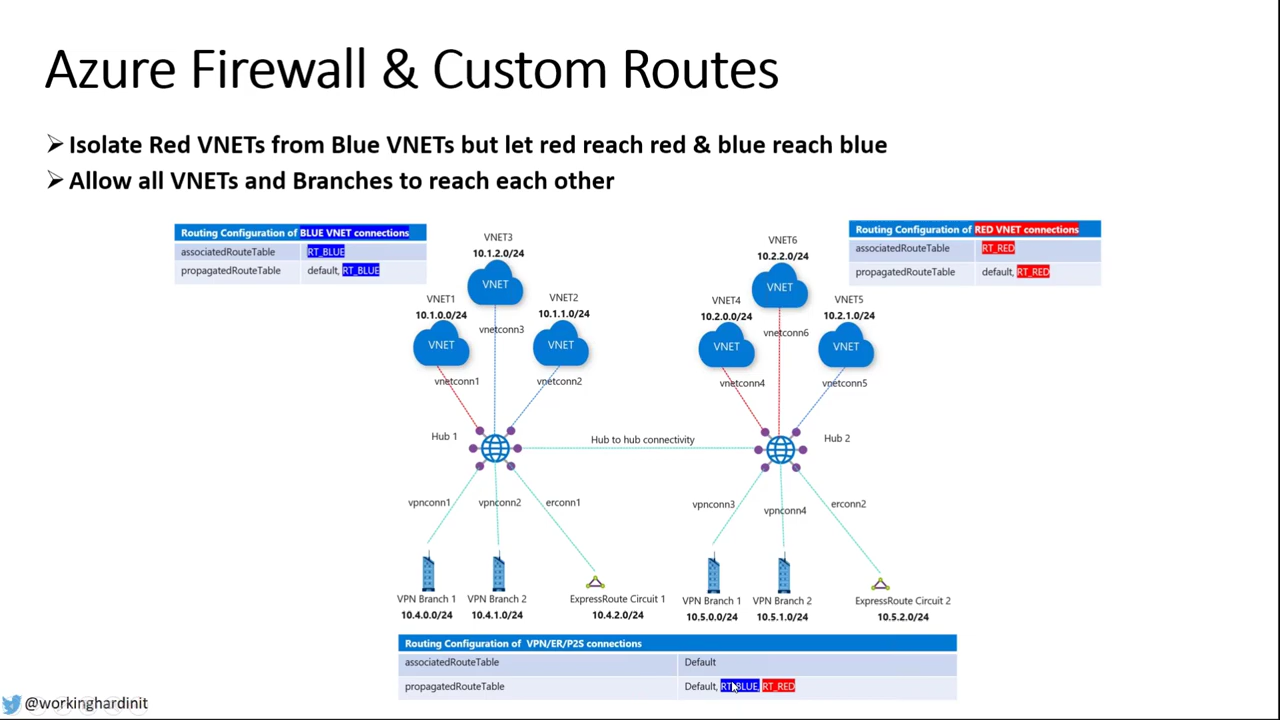 Azure Firewall & Custom Routes
Isolate Red VNETs from Blue VNETs but let red reach red & blue reach blue
Allow all VNETs and Branches to reach each other
Routing Configuration of BLUE VNET connections
associatedRouteTable RT_BLUE
propagatedRouteTable default, RT_BLUE
Routing Configuration of RED VNET connections
associatedRouteTable RT_RED
propagatedRouteTable default, RT_RED
VNET3
10.1.2.0/24
VNET
VNET1
10.1.0.0/24
VNET
VNET2
10.1.1.0/24
VNET
vnetconn3
vnetconn1
vnetconn2
VNET6
10.2.2.0/24
VNET
VNET4
10.2.0.0/24
VNET
VNET5
10.2.1.0/24
VNET
vnetconn6
vnetconn4
vnetconn5
Hub 1
Hub to hub connectivity
Hub 2
vpnconn1
vpnconn2
erconn1
vpnconn3
vpnconn4
erconn2
VPN Branch 1
10.4.0.0/24
VPN Branch 2
10.4.1.0/24
ExpressRoute Circuit 1
10.4.2.0/24
VPN Branch 1
10.5.0.0/24
VPN Branch 2
10.5.1.0/24
ExpressRoute Circuit 2
10.5.2.0/24
Routing Configuration of VPN/ER/P2S connections
associatedRouteTable Default
propagatedRouteTable Default, RT_BLUE, RT_RED
@workinghardinit